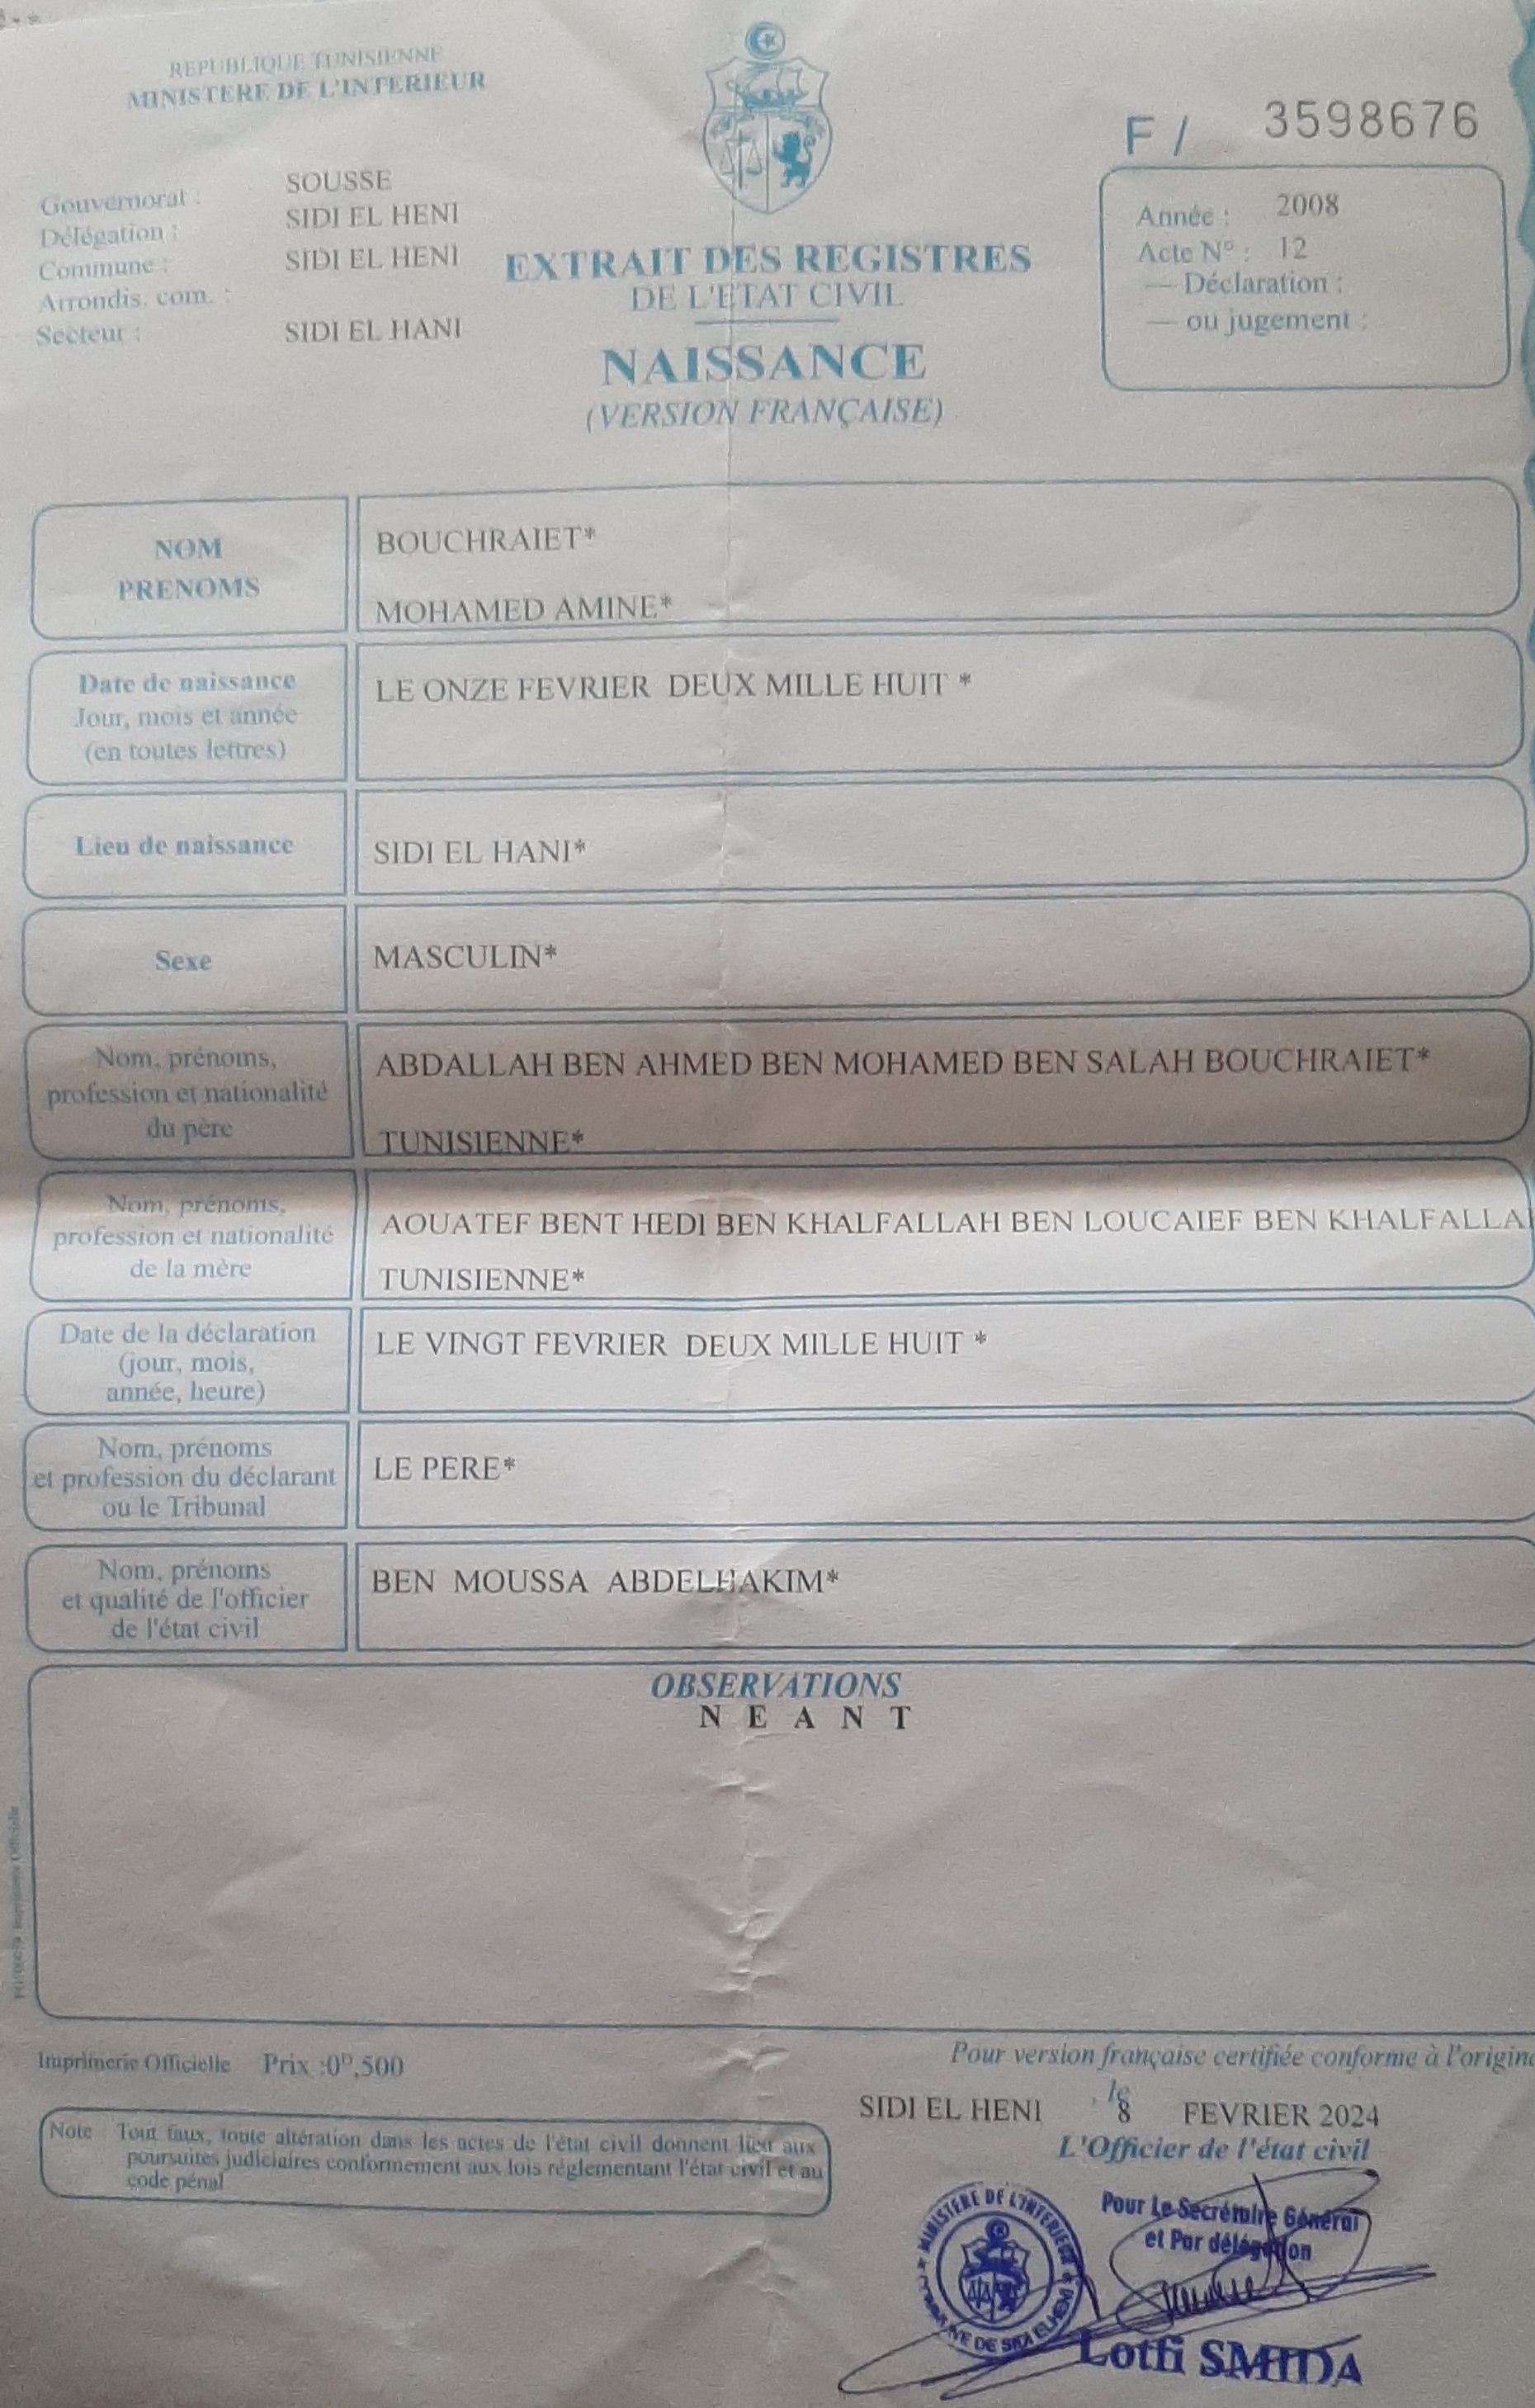 REPUBLIQUE TUNISIENNE
MINISTERE DE L'INTERIEUR
F / 3598676
Gouvernorat : SOUSSE
Délégation : SIDI EL HENI
Commune : SIDI EL HENI
Arrondis. com. :
Secteur : SIDI EL HANI
EXTRAIT DES REGISTRES
DE L'ETAT CIVIL
NAISSANCE
(VERSION FRANÇAISE)
Année : 2008
Acte N° : 12
— Déclaration :
— ou jugement :
NOM
PRENOMS
BOUCHRAIET*
MOHAMED AMINE*
Date de naissance
Jour, mois et année
(en toutes lettres)
LE ONZE FEVRIER DEUX MILLE HUIT *
Lieu de naissance
SIDI EL HANI*
Sexe
MASCULIN*
Nom, prénoms,
profession et nationalité
du père
ABDALLAH BEN AHMED BEN MOHAMED BEN SALAH BOUCHRAIET*
TUNISIENNE*
Nom, prénoms,
profession et nationalité
de la mère
AOUATEF BENT HEDI BEN KHALFALLAH BEN LOUCAIEF BEN KHALFALLA
TUNISIENNE*
Date de la déclaration
(jour, mois,
année, heure)
LE VINGT FEVRIER DEUX MILLE HUIT *
Nom, prénoms
et profession du déclarant
ou le Tribunal
LE PERE*
Nom, prénoms
et qualité de l'officier
de l'état civil
BEN MOUSSA ABDELHAKIM*
OBSERVATIONS
N E A N T
Imprimerie Officielle Prix :0ᴰ,500
Pour version française certifiée conforme à l'origine
SIDI EL HENI , le 8 FEVRIER 2024
L'Officier de l'état civil
Note : Tout faux, toute altération dans les actes de l'état civil donnent lieu aux
poursuites judiciaires conformement aux lois réglementant l'état civil et au
code pénal
MINISTERE DE L'INTERIEUR
DE SIDI ELHENI
Pour Le Secrétaire Général
et Par délégation
Lotfi SMIDA